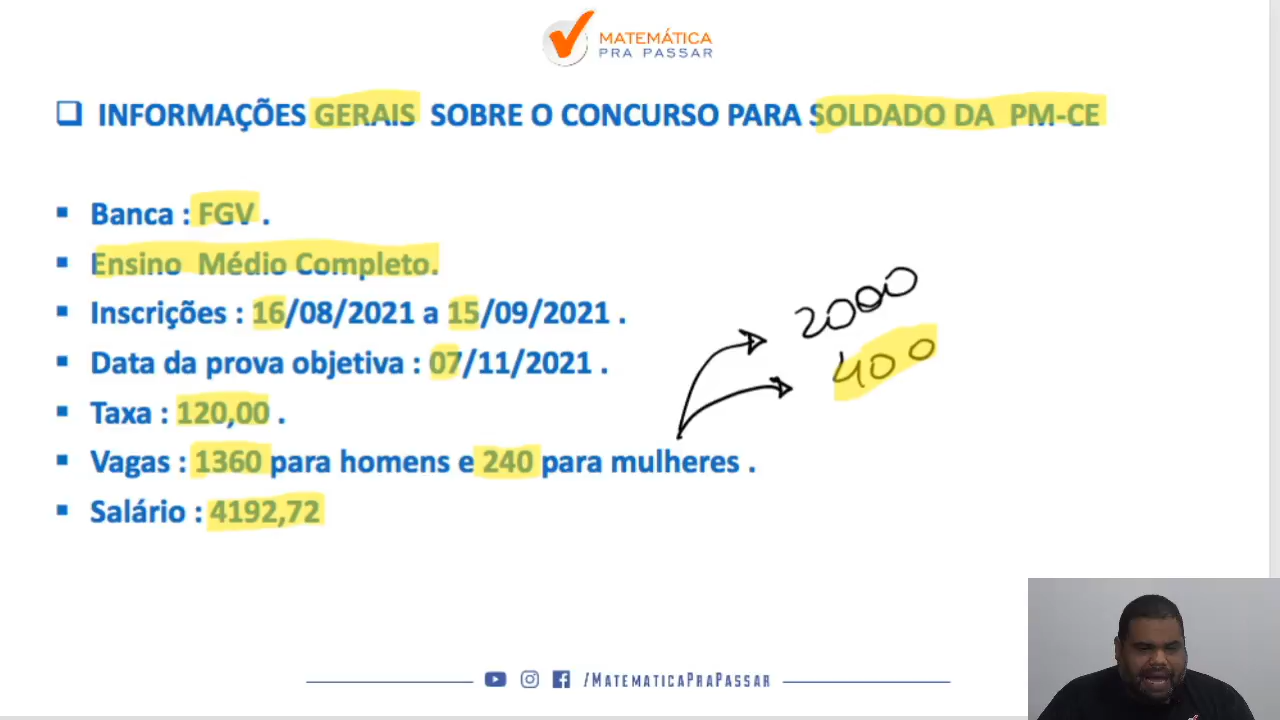 MATEMÁTICA
PRA PASSAR
INFORMAÇÕES GERAIS SOBRE O CONCURSO PARA SOLDADO DA PM-CE
Banca : FGV .
Ensino Médio Completo.
Inscrições : 16/08/2021 a 15/09/2021 .
Data da prova objetiva : 07/11/2021 .
Taxa : 120,00 .
Vagas : 1360 para homens e 240 para mulheres .
Salário : 4192,72
2000
400
/MATEMATICAPRAPASSAR